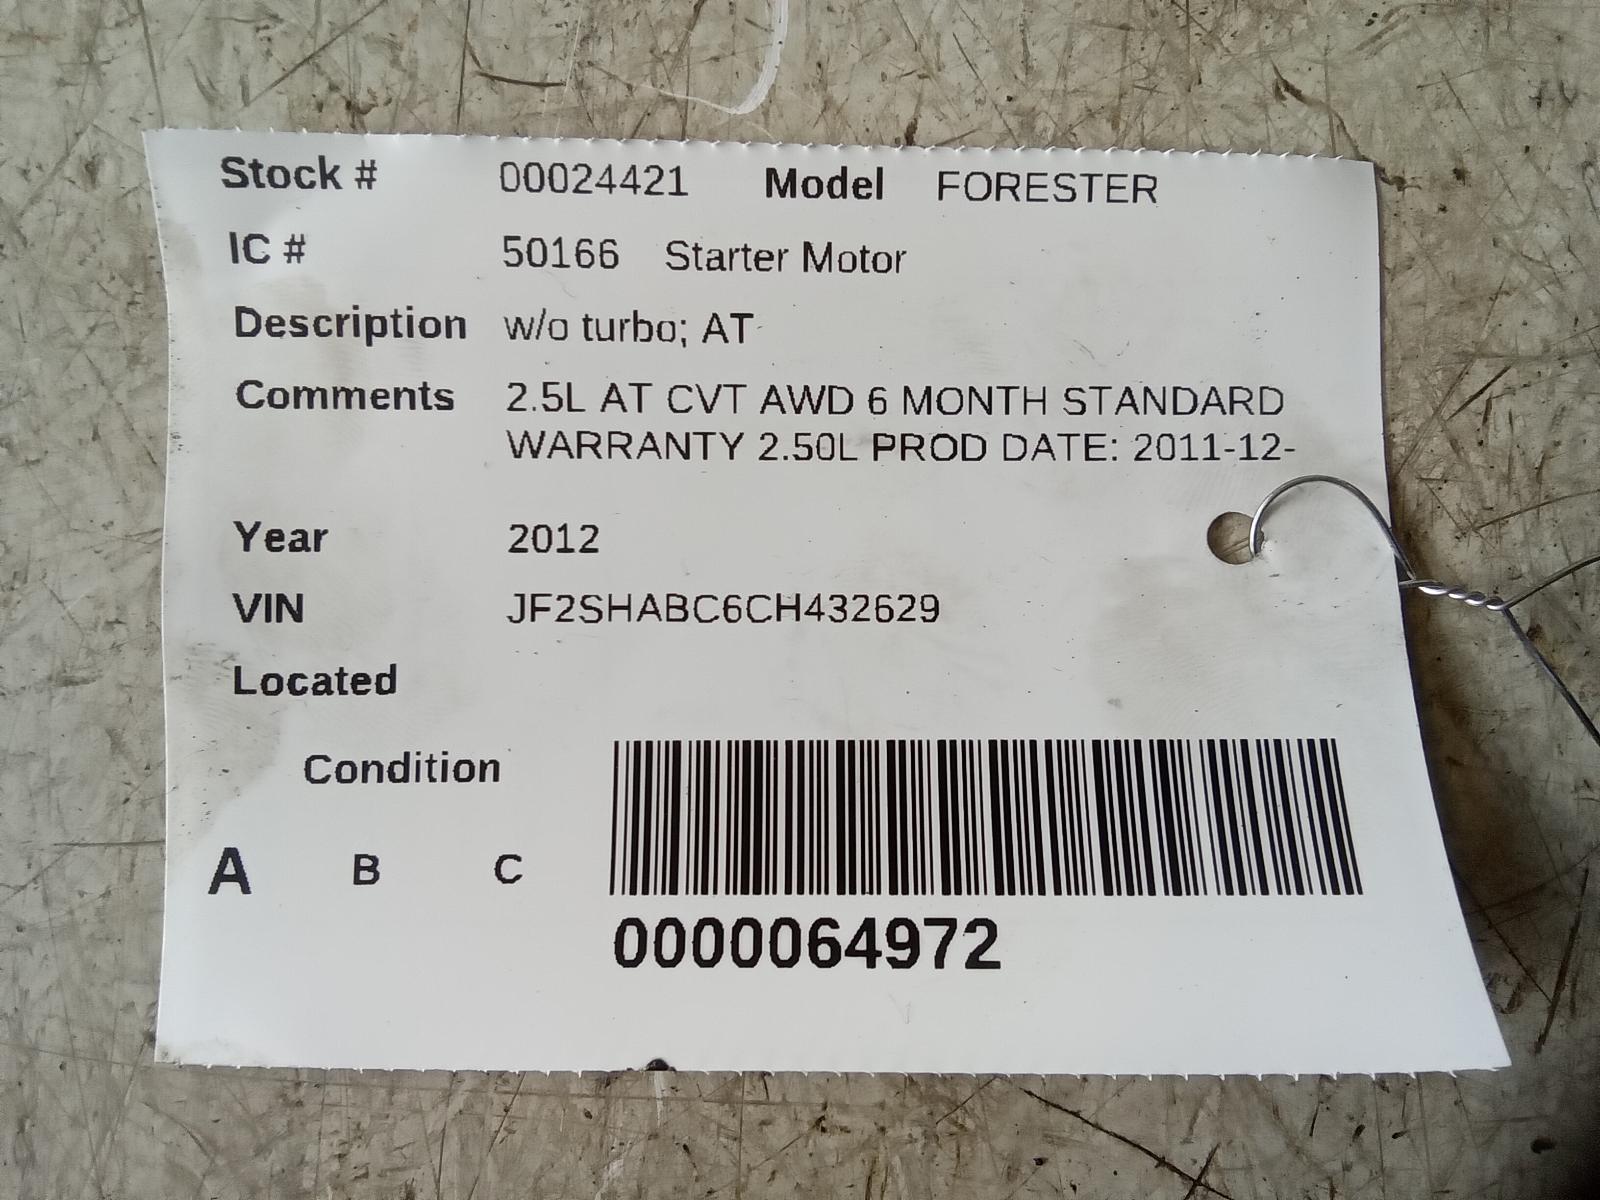 Stock # 00024421 Model FORESTER
IC # 50166 Starter Motor
Description w/o turbo; AT
Comments 2.5L AT CVT AWD 6 MONTH STANDARD
WARRANTY 2.50L PROD DATE: 2011-12-
Year 2012
VIN JF2SHABC6CH432629
Located
Condition
A B C
0000064972